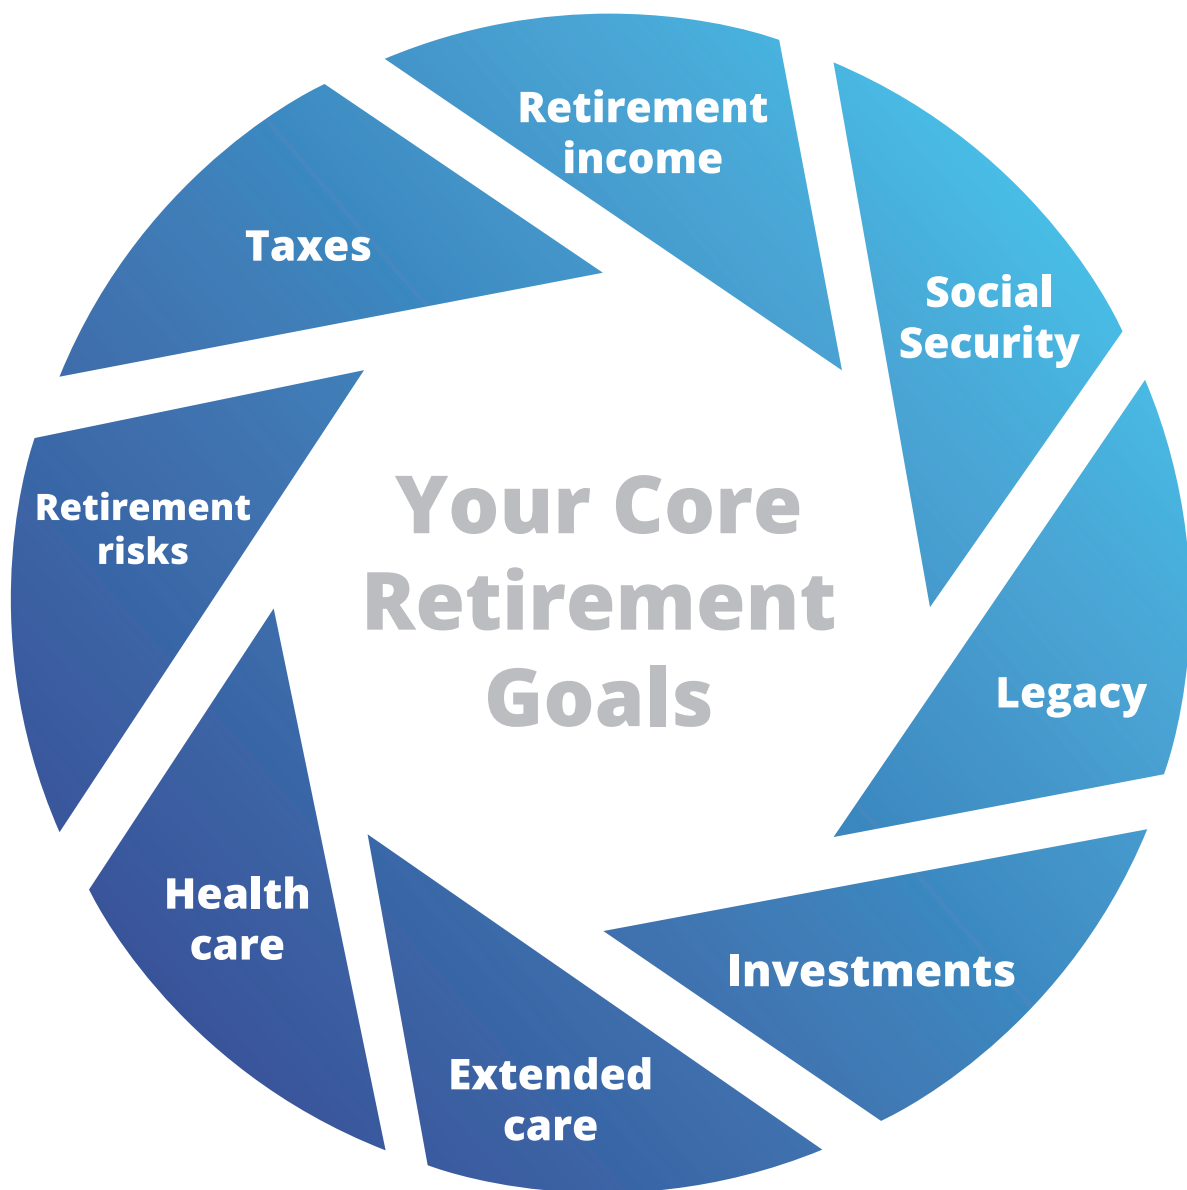 Retirement
income
Social
Security
Legacy
Investments
Extended
care
Health
care
Retirement
risks
Taxes
Your Core
Retirement
Goals